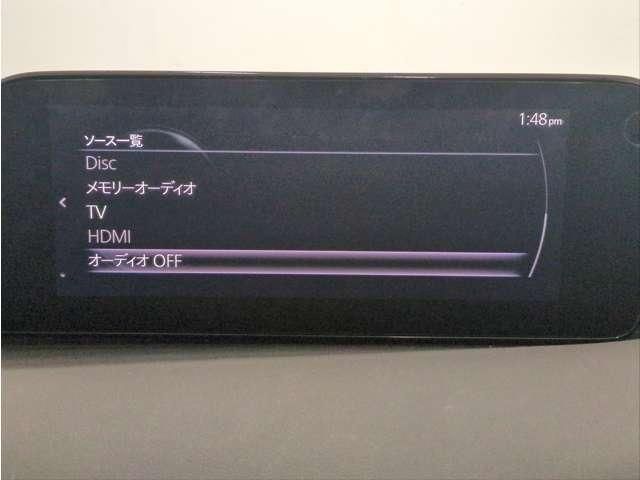 1:48pm
ソース一覧
Disc
メモリーオーディオ
TV
HDMI
オーディオ OFF